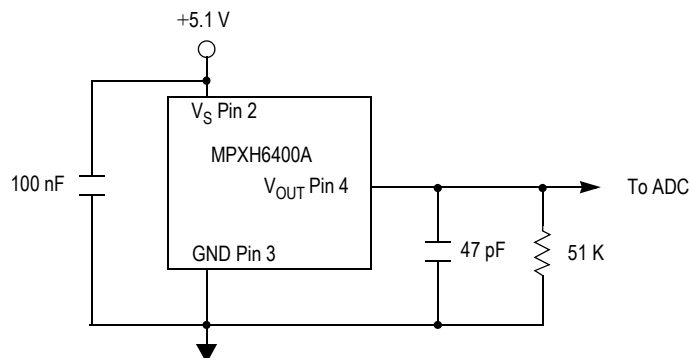 +5.1 V
V_S Pin 2
MPXH6400A
100 nF
V_OUT Pin 4
To ADC
GND Pin 3
47 pF
51 K